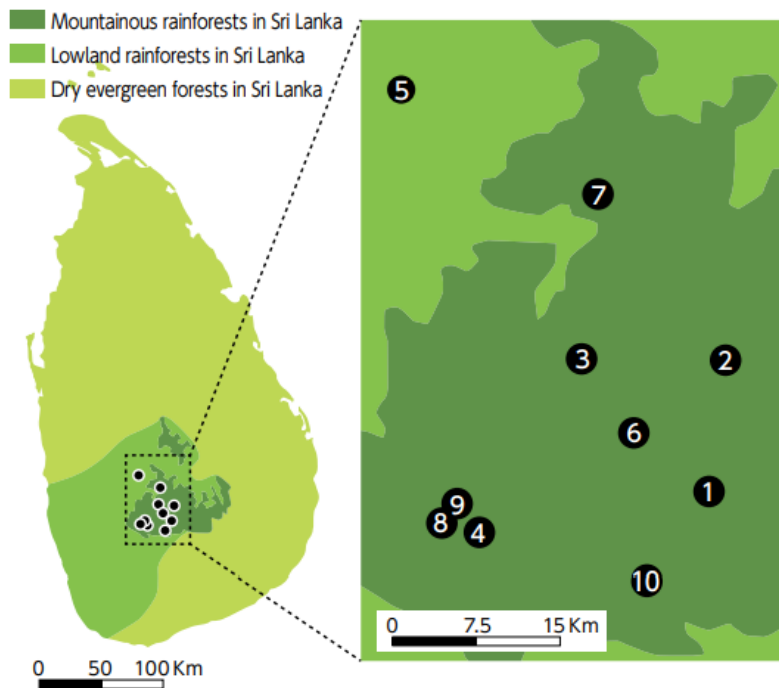 Mountainous rainforests in Sri Lanka
Lowland rainforests in Sri Lanka
Dry evergreen forests in Sri Lanka
5
7
3
2
6
1
9
8
4
10
0 7.5 15 Km
0 50 100 Km